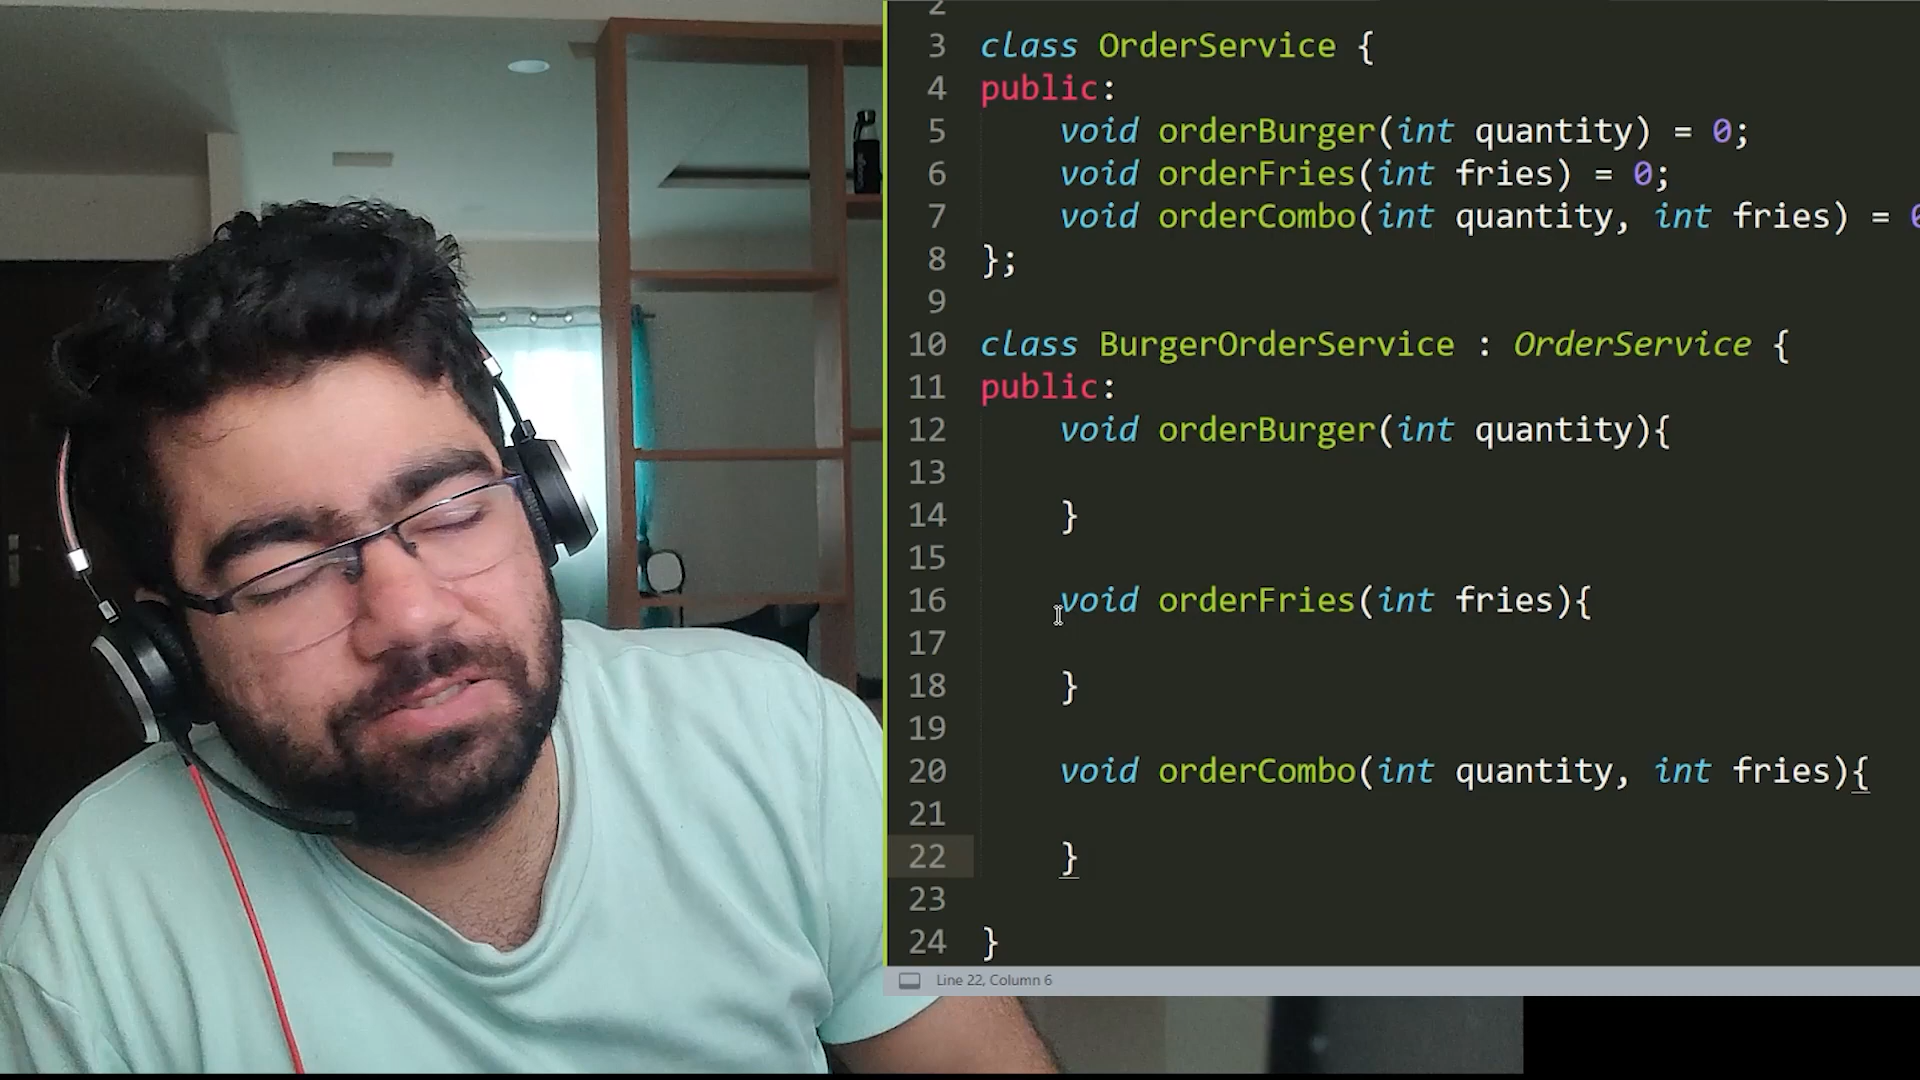 2
3 class OrderService {
4 public:
5 void orderBurger(int quantity) = 0;
6 void orderFries(int fries) = 0;
7 void orderCombo(int quantity, int fries) =
8 };
9
10 class BurgerOrderService : OrderService {
11 public:
12 void orderBurger(int quantity){
13
14 }
15
16 void orderFries(int fries){
17
18 }
19
20 void orderCombo(int quantity, int fries){
21
22 }
23
24 }
Line 22, Column 6